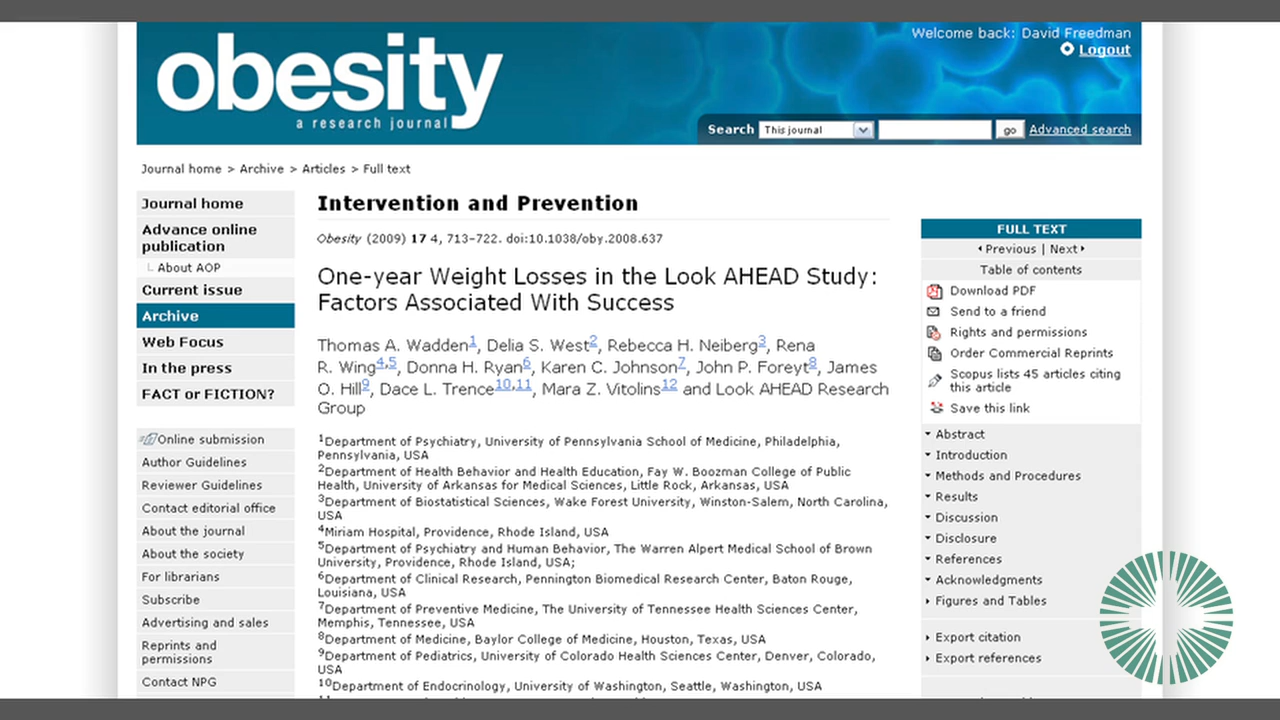 obesity
a research journal
Welcome back: David Freedman
Logout
Search This journal go Advanced search
Journal home > Archive > Articles > Full text
Journal home
Advance online
publication
About AOP
Current issue
Archive
Web Focus
In the press
FACT or FICTION?
Online submission
Author Guidelines
Reviewer Guidelines
Contact editorial office
About the journal
About the society
For librarians
Subscribe
Advertising and sales
Reprints and
permissions
Contact NPG
Intervention and Prevention
Obesity (2009) 17 4, 713–722. doi:10.1038/oby.2008.637
One-year Weight Losses in the Look AHEAD Study:
Factors Associated With Success
Thomas A. Wadden1, Delia S. West2, Rebecca H. Neiberg3, Rena
R. Wing4,5, Donna H. Ryan6, Karen C. Johnson7, John P. Foreyt8, James
O. Hill9, Dace L. Trence10,11, Mara Z. Vitolins12 and Look AHEAD Research
Group
1Department of Psychiatry, University of Pennsylvania School of Medicine, Philadelphia,
Pennsylvania, USA
2Department of Health Behavior and Health Education, Fay W. Boozman College of Public
Health, University of Arkansas for Medical Sciences, Little Rock, Arkansas, USA
3Department of Biostatistical Sciences, Wake Forest University, Winston-Salem, North Carolina,
USA
4Miriam Hospital, Providence, Rhode Island, USA
5Department of Psychiatry and Human Behavior, The Warren Alpert Medical School of Brown
University, Providence, Rhode Island, USA;
6Department of Clinical Research, Pennington Biomedical Research Center, Baton Rouge,
Louisiana, USA
7Department of Preventive Medicine, The University of Tennessee Health Sciences Center,
Memphis, Tennessee, USA
8Department of Medicine, Baylor College of Medicine, Houston, Texas, USA
9Department of Pediatrics, University of Colorado Health Sciences Center, Denver, Colorado,
USA
10Department of Endocrinology, University of Washington, Seattle, Washington, USA
FULL TEXT
Previous | Next
Table of contents
Download PDF
Send to a friend
Rights and permissions
Order Commercial Reprints
Scopus lists 45 articles citing
this article
Save this link
Abstract
Introduction
Methods and Procedures
Results
Discussion
Disclosure
References
Acknowledgments
Figures and Tables
Export citation
Export references